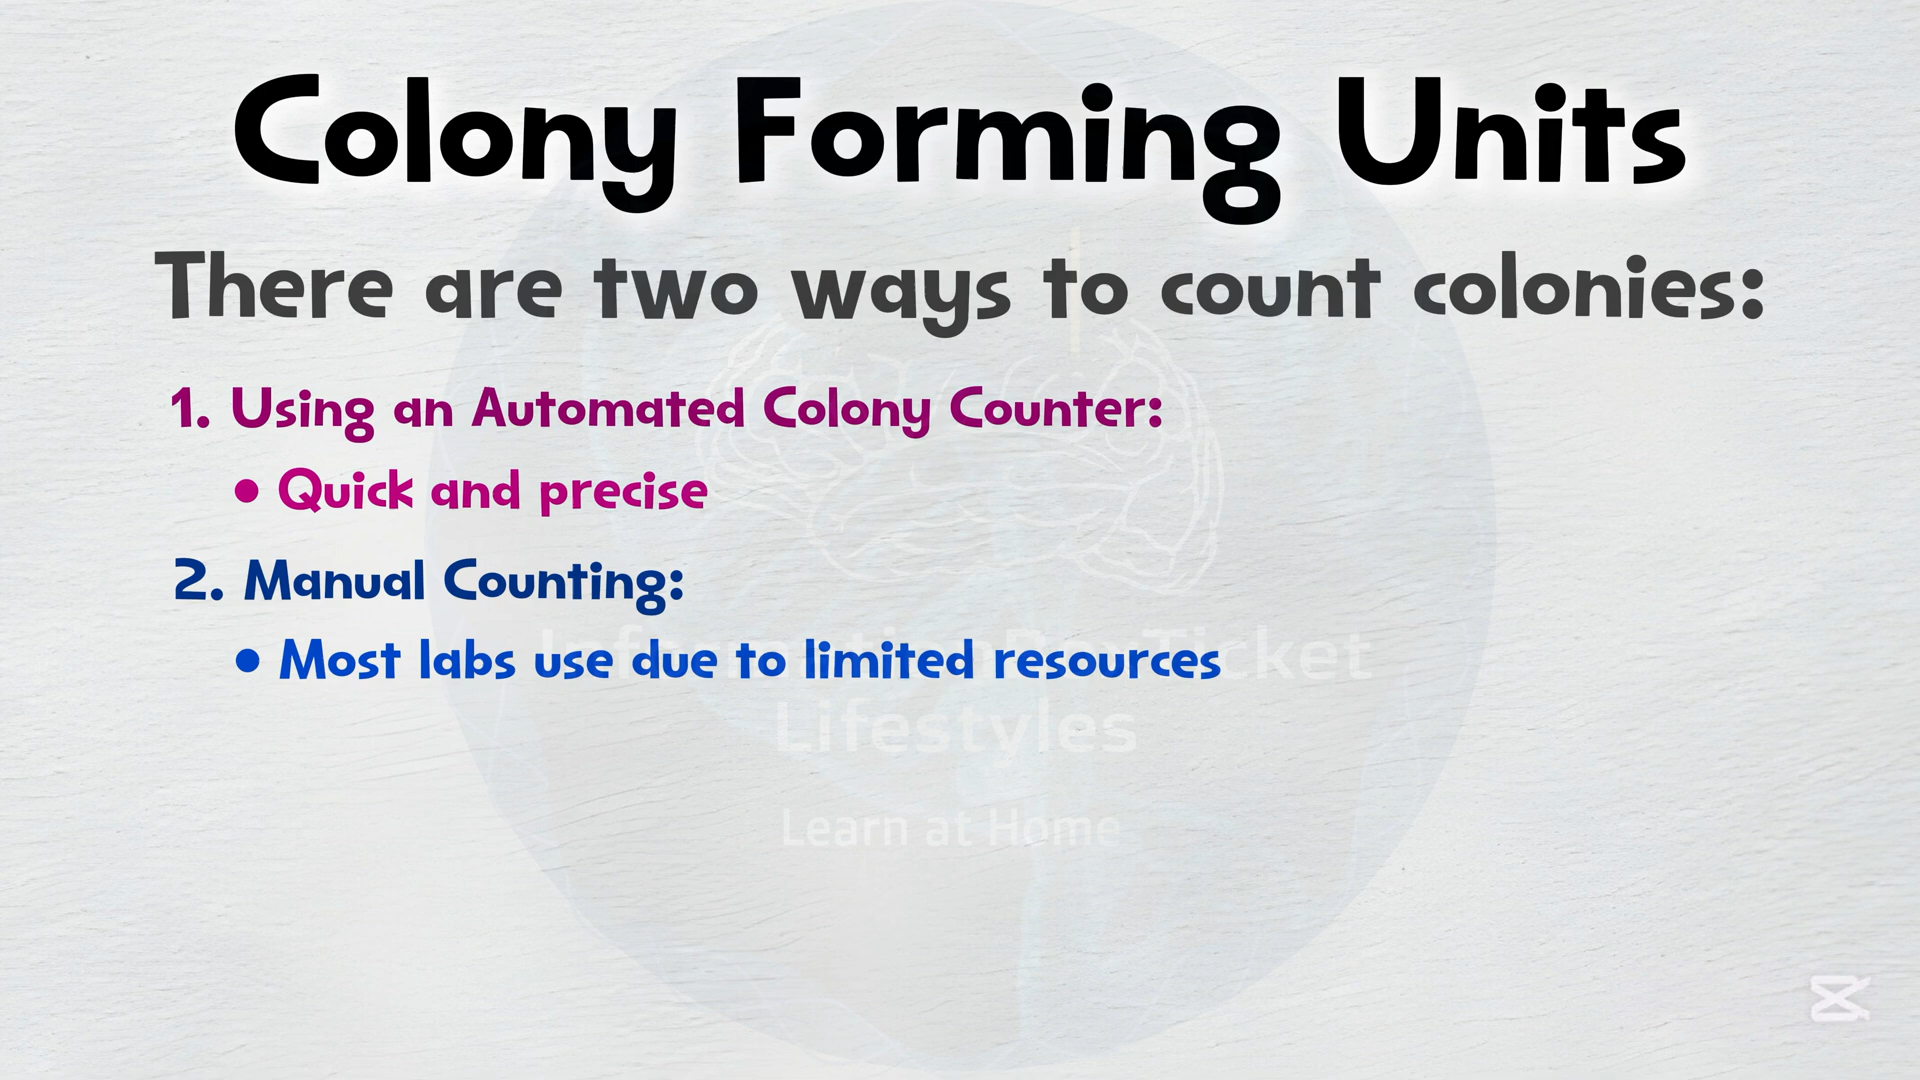 Colony Forming Units
There are two ways to count colonies:
1. Using an Automated Colony Counter:
• Quick and precise
2. Manual Counting:
• Most labs use due to limited resources
Lifestyles
Learn at Home